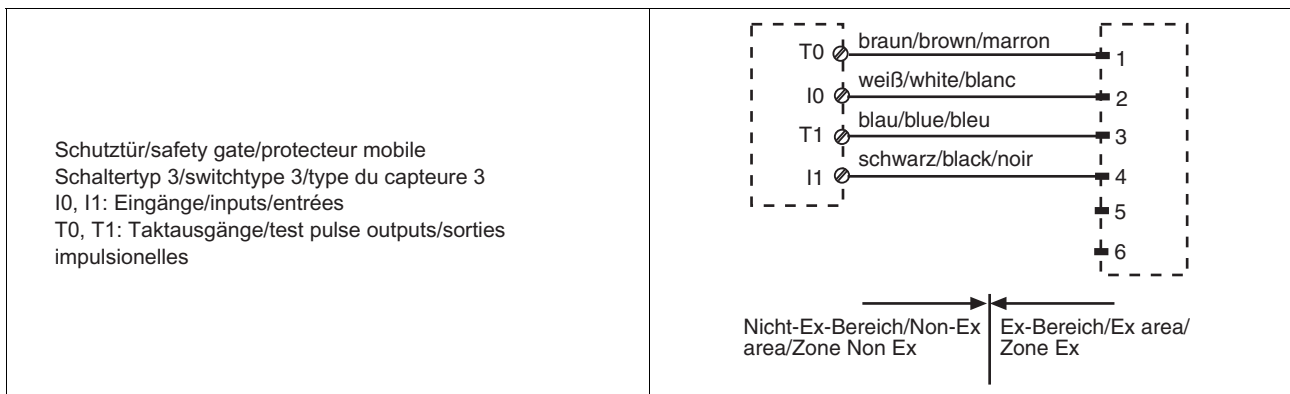 Schutztür/safety gate/protecteur mobile
Schaltertyp 3/switchtype 3/type du capteure 3
I0, I1: Eingänge/inputs/entrées
T0, T1: Taktausgänge/test pulse outputs/sorties
impulsionelles
T0 braun/brown/marron 1
I0 weiß/white/blanc 2
T1 blau/blue/bleu 3
I1 schwarz/black/noir 4
5
6
Nicht-Ex-Bereich/Non-Ex
area/Zone Non Ex
Ex-Bereich/Ex area/
Zone Ex